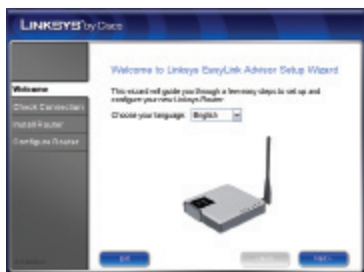 LINKSYS by Cisco
Welcome to Linksys EasyLink Advisor Setup Wizard
Welcome
This wizard will guide you through a few easy steps to set up and
configure your new Linksys Router.
Check Connection
Choose your language: English
Install Router
Configure Router
Exit
Next